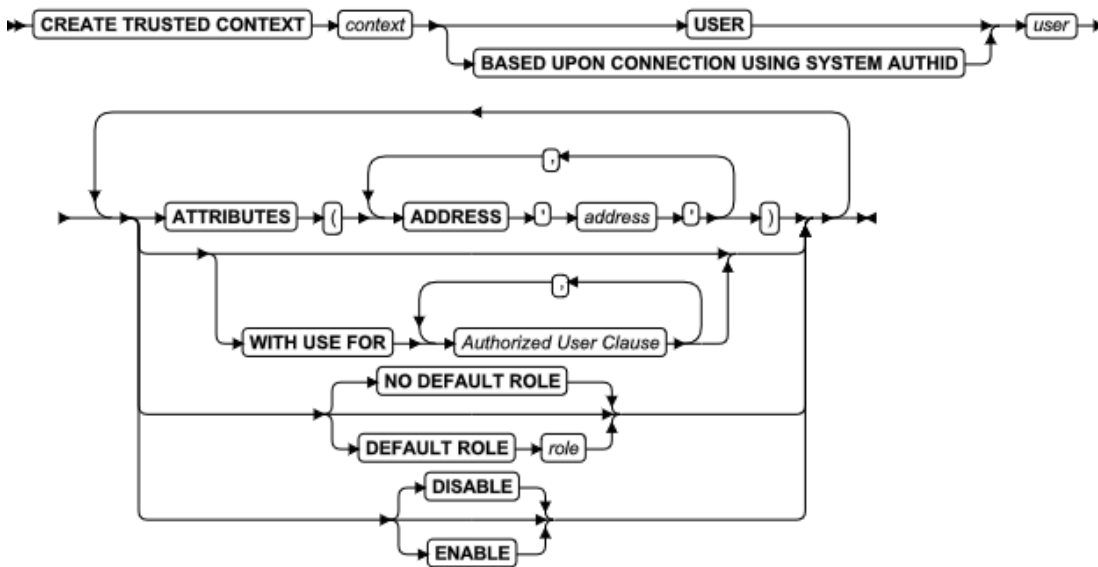 CREATE TRUSTED CONTEXT context USER user
BASED UPON CONNECTION USING SYSTEM AUTHID
,
ATTRIBUTES ( ADDRESS ' address ' )
,
WITH USE FOR Authorized User Clause
NO DEFAULT ROLE
DEFAULT ROLE role
DISABLE
ENABLE